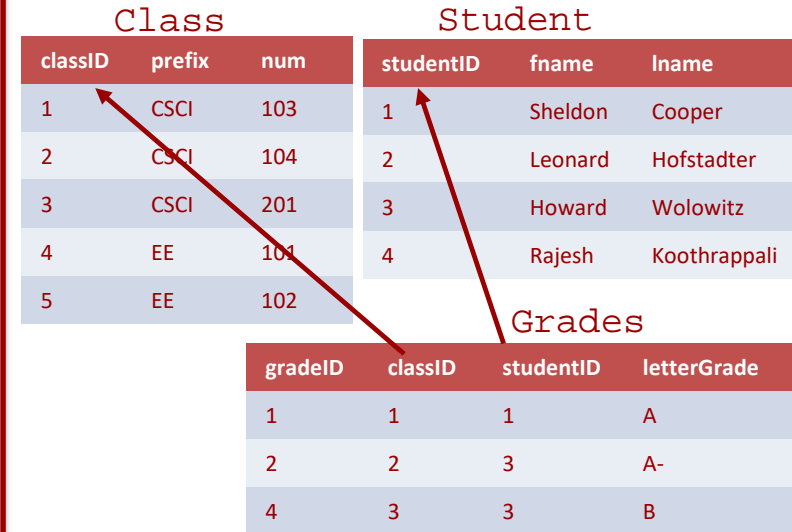 Class
classID prefix num
1 CSCI 103
2 CSCI 104
3 CSCI 201
4 EE 101
5 EE 102
Student
studentID fname lname
1 Sheldon Cooper
2 Leonard Hofstadter
3 Howard Wolowitz
4 Rajesh Koothrappali
Grades
gradeID classID studentID letterGrade
1 1 1 A
2 2 3 A-
4 3 3 B